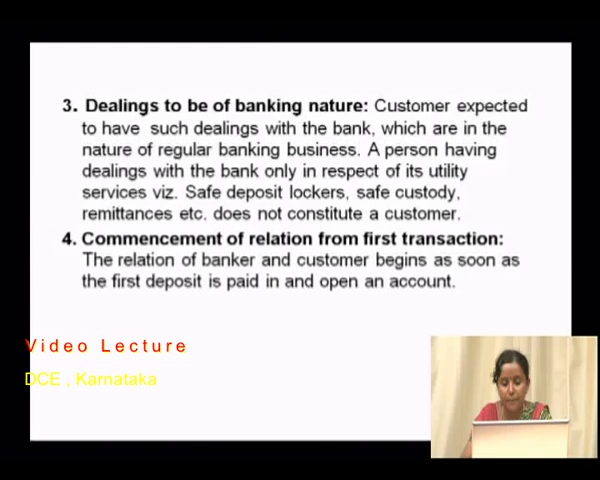 3. Dealings to be of banking nature: Customer expected
to have such dealings with the bank, which are in the
nature of regular banking business. A person having
dealings with the bank only in respect of its utility
services viz. Safe deposit lockers, safe custody,
remittances etc. does not constitute a customer.
4. Commencement of relation from first transaction:
The relation of banker and customer begins as soon as
the first deposit is paid in and open an account.
Video Lecture
DCE , Karnataka